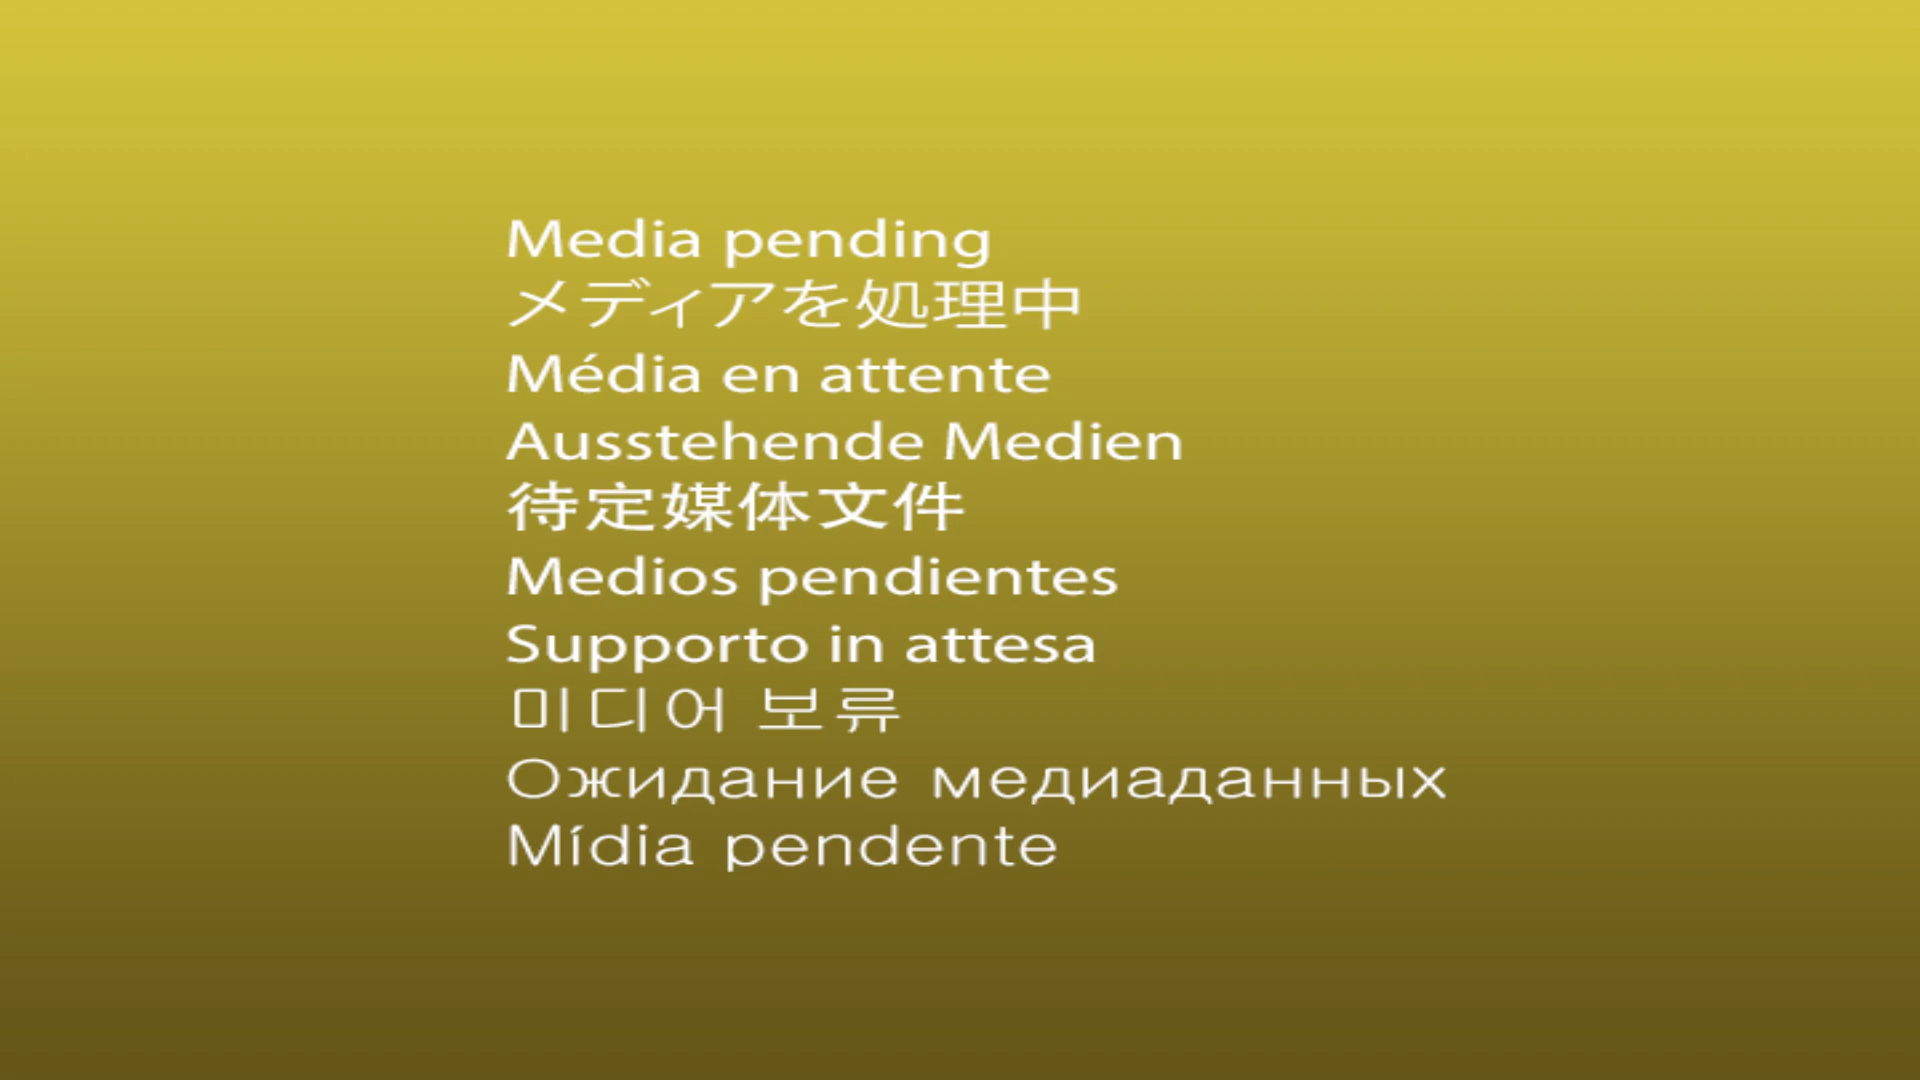 Media pending
メディアを処理中
Média en attente
Ausstehende Medien
待定媒体文件
Medios pendientes
Supporto in attesa
미디어 보류
Ожидание медиаданных
Mídia pendente